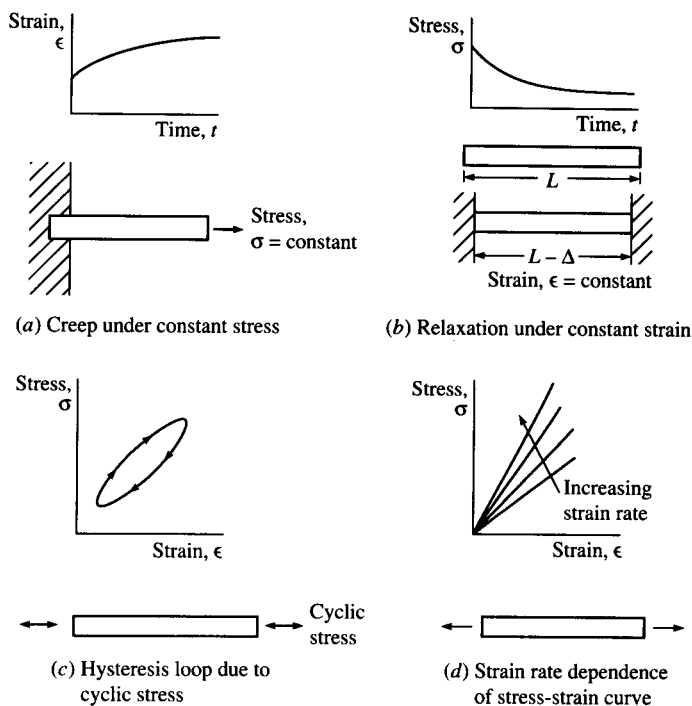 Strain,
ϵ
Time, t
Stress,
σ = constant
(a) Creep under constant stress
Stress,
σ
Time, t
L
L − Δ
Strain, ϵ = constant
(b) Relaxation under constant strain
Stress,
σ
Strain, ϵ
Cyclic
stress
(c) Hysteresis loop due to
cyclic stress
Stress,
σ
Increasing
strain rate
Strain, ϵ
(d) Strain rate dependence
of stress-strain curve